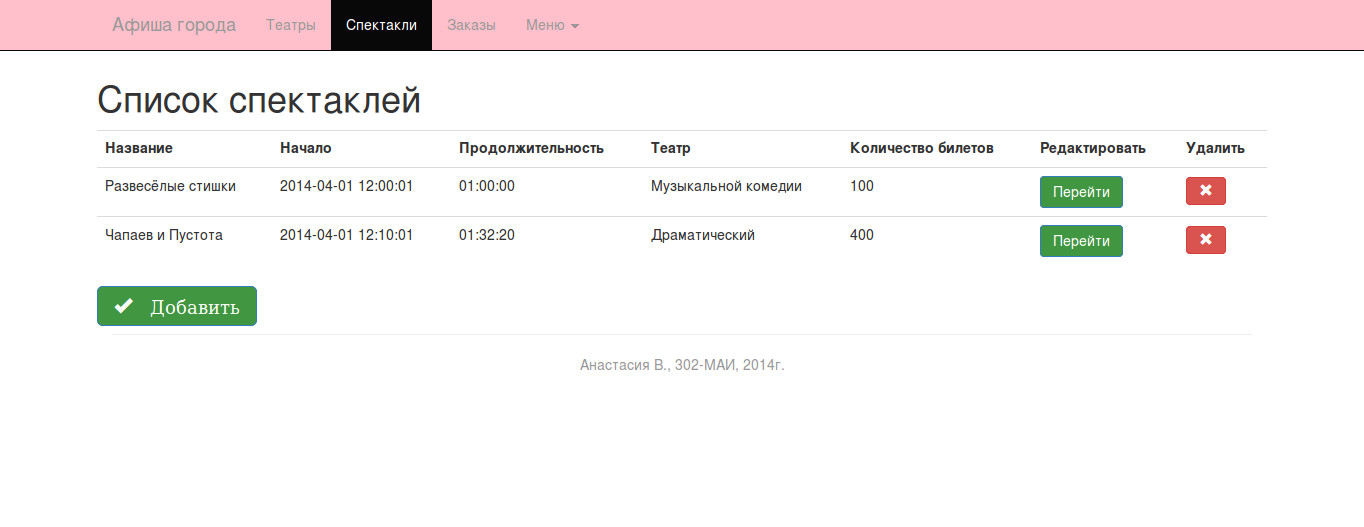 Афиша города Театры Спектакли Заказы Меню
Список спектаклей
Название Начало Продолжительность Театр Количество билетов Редактировать Удалить
Развесёлые стишки 2014-04-01 12:00:01 01:00:00 Музыкальной комедии 100 Перейти
Чапаев и Пустота 2014-04-01 12:10:01 01:32:20 Драматический 400 Перейти
Добавить
Анастасия В., 302-МАИ, 2014г.